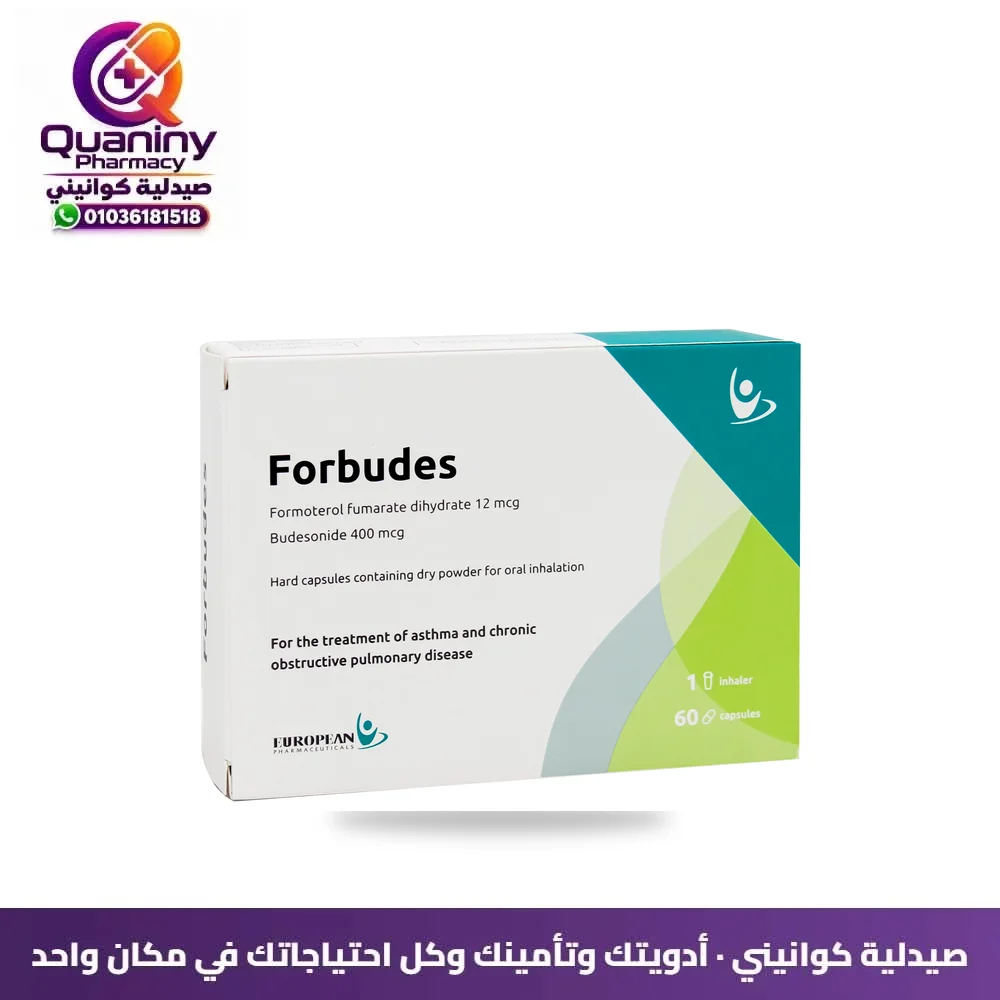 Quaniny
Pharmacy
صيدلية كوانيني
01036181518
Forbudes
Formoterol fumarate dihydrate 12 mcg
Budesonide 400 mcg
Hard capsules containing dry powder for oral inhalation
For the treatment of asthma and chronic
obstructive pulmonary disease
1 inhaler
60 capsules
EUROPEAN
PHARMACEUTICALS
Forbudes
صيدلية كوانيني · أدويتك وتأمينك وكل احتياجاتك في مكان واحد